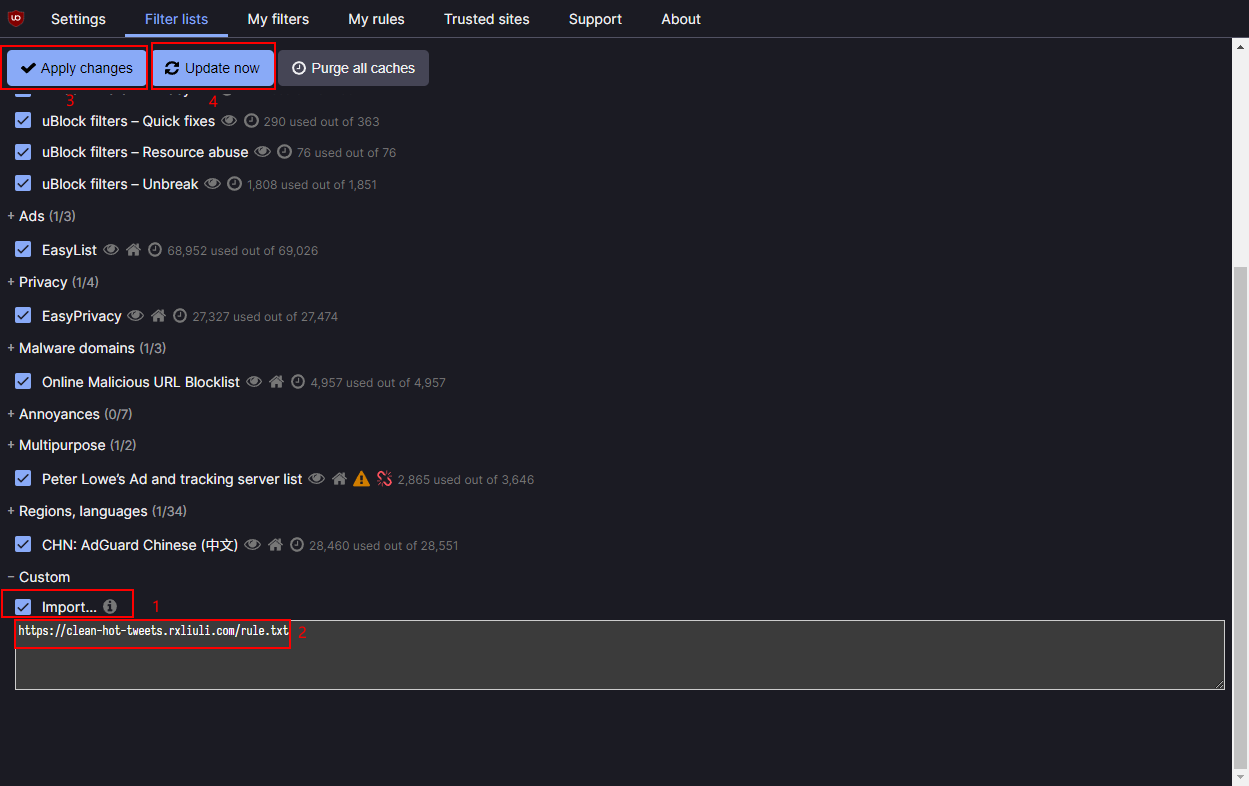 Settings Filter lists My filters My rules Trusted sites Support About
Apply changes Update now Purge all caches
3 4
uBlock filters – Quick fixes 290 used out of 363
uBlock filters – Resource abuse 76 used out of 76
uBlock filters – Unbreak 1,808 used out of 1,851
+ Ads (1/3)
EasyList 68,952 used out of 69,026
+ Privacy (1/4)
EasyPrivacy 27,327 used out of 27,474
+ Malware domains (1/3)
Online Malicious URL Blocklist 4,957 used out of 4,957
+ Annoyances (0/7)
+ Multipurpose (1/2)
Peter Lowe’s Ad and tracking server list 2,865 used out of 3,646
+ Regions, languages (1/34)
CHN: AdGuard Chinese (中文) 28,460 used out of 28,551
− Custom
Import... 1
https://clean-hot-tweets.rxliuli.com/rule.txt 2